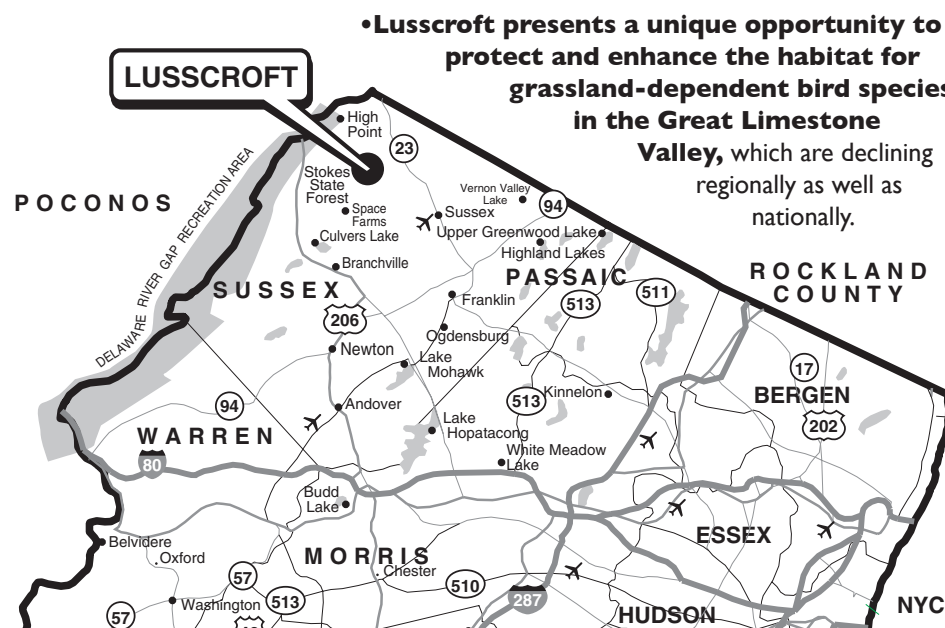 •Lusscroft presents a unique opportunity to
protect and enhance the habitat for
grassland-dependent bird species
in the Great Limestone
Valley, which are declining
regionally as well as
nationally.
LUSSCROFT
High
Point
23
Stokes
State
Forest
Vernon Valley
Lake
94
Space
Farms
Sussex
POCONOS
DELAWARE RIVER GAP RECREATION AREA
Culvers Lake
Upper Greenwood Lake
Highland Lakes
Branchville
PASSAIC
ROCKLAND
COUNTY
SUSSEX
Franklin
513
511
206
Ogdensburg
Newton
Lake
Mohawk
17
BERGEN
94
Andover
513
Kinnelon
202
WARREN
Lake
Hopatacong
80
White Meadow
Lake
Budd
Lake
ESSEX
Belvidere
Oxford
MORRIS
Chester
57
513
510
287
Washington
57
HUDSON
NYC